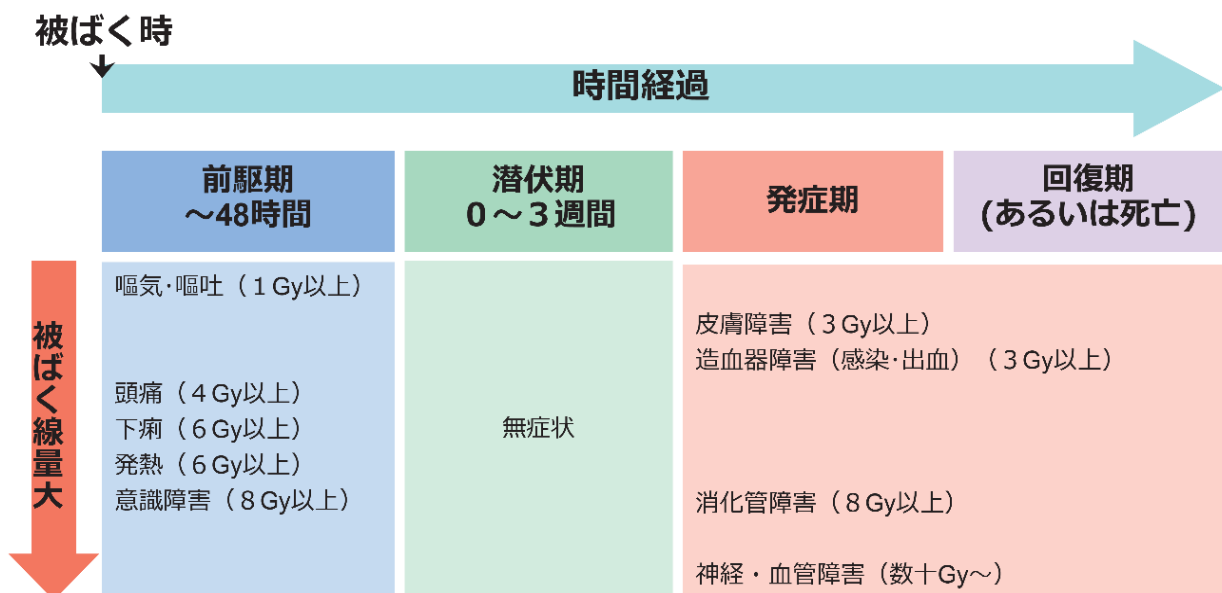 被ばく時
時間経過
前駆期
～48時間
潜伏期
０～３週間
発症期
回復期
(あるいは死亡)
被ばく線量大
嘔気･嘔吐（１Gy以上）
頭痛（４Gy以上）
下痢（６Gy以上）
発熱（６Gy以上）
意識障害（８Gy以上）
無症状
皮膚障害（３Gy以上）
造血器障害（感染･出血）（３Gy以上）
消化管障害（８Gy以上）
神経・血管障害（数十Gy～）